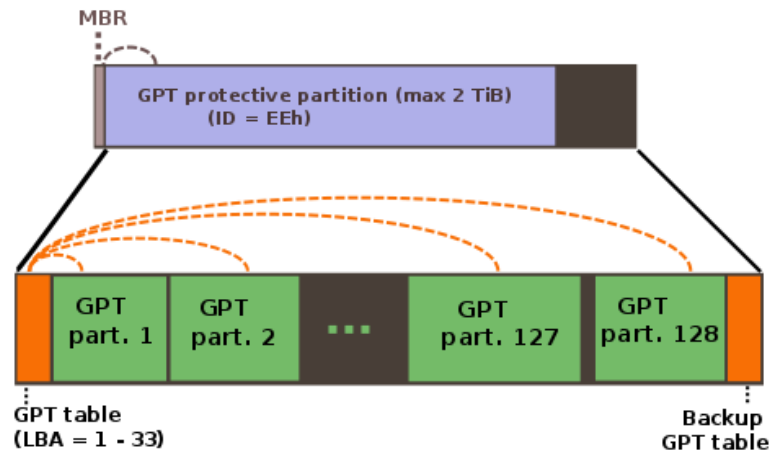 MBR
GPT protective partition (max 2 TiB)
(ID = EEh)
GPT
part. 1
GPT
part. 2
...
GPT
part. 127
GPT
part. 128
GPT table
(LBA = 1 - 33)
Backup
GPT table